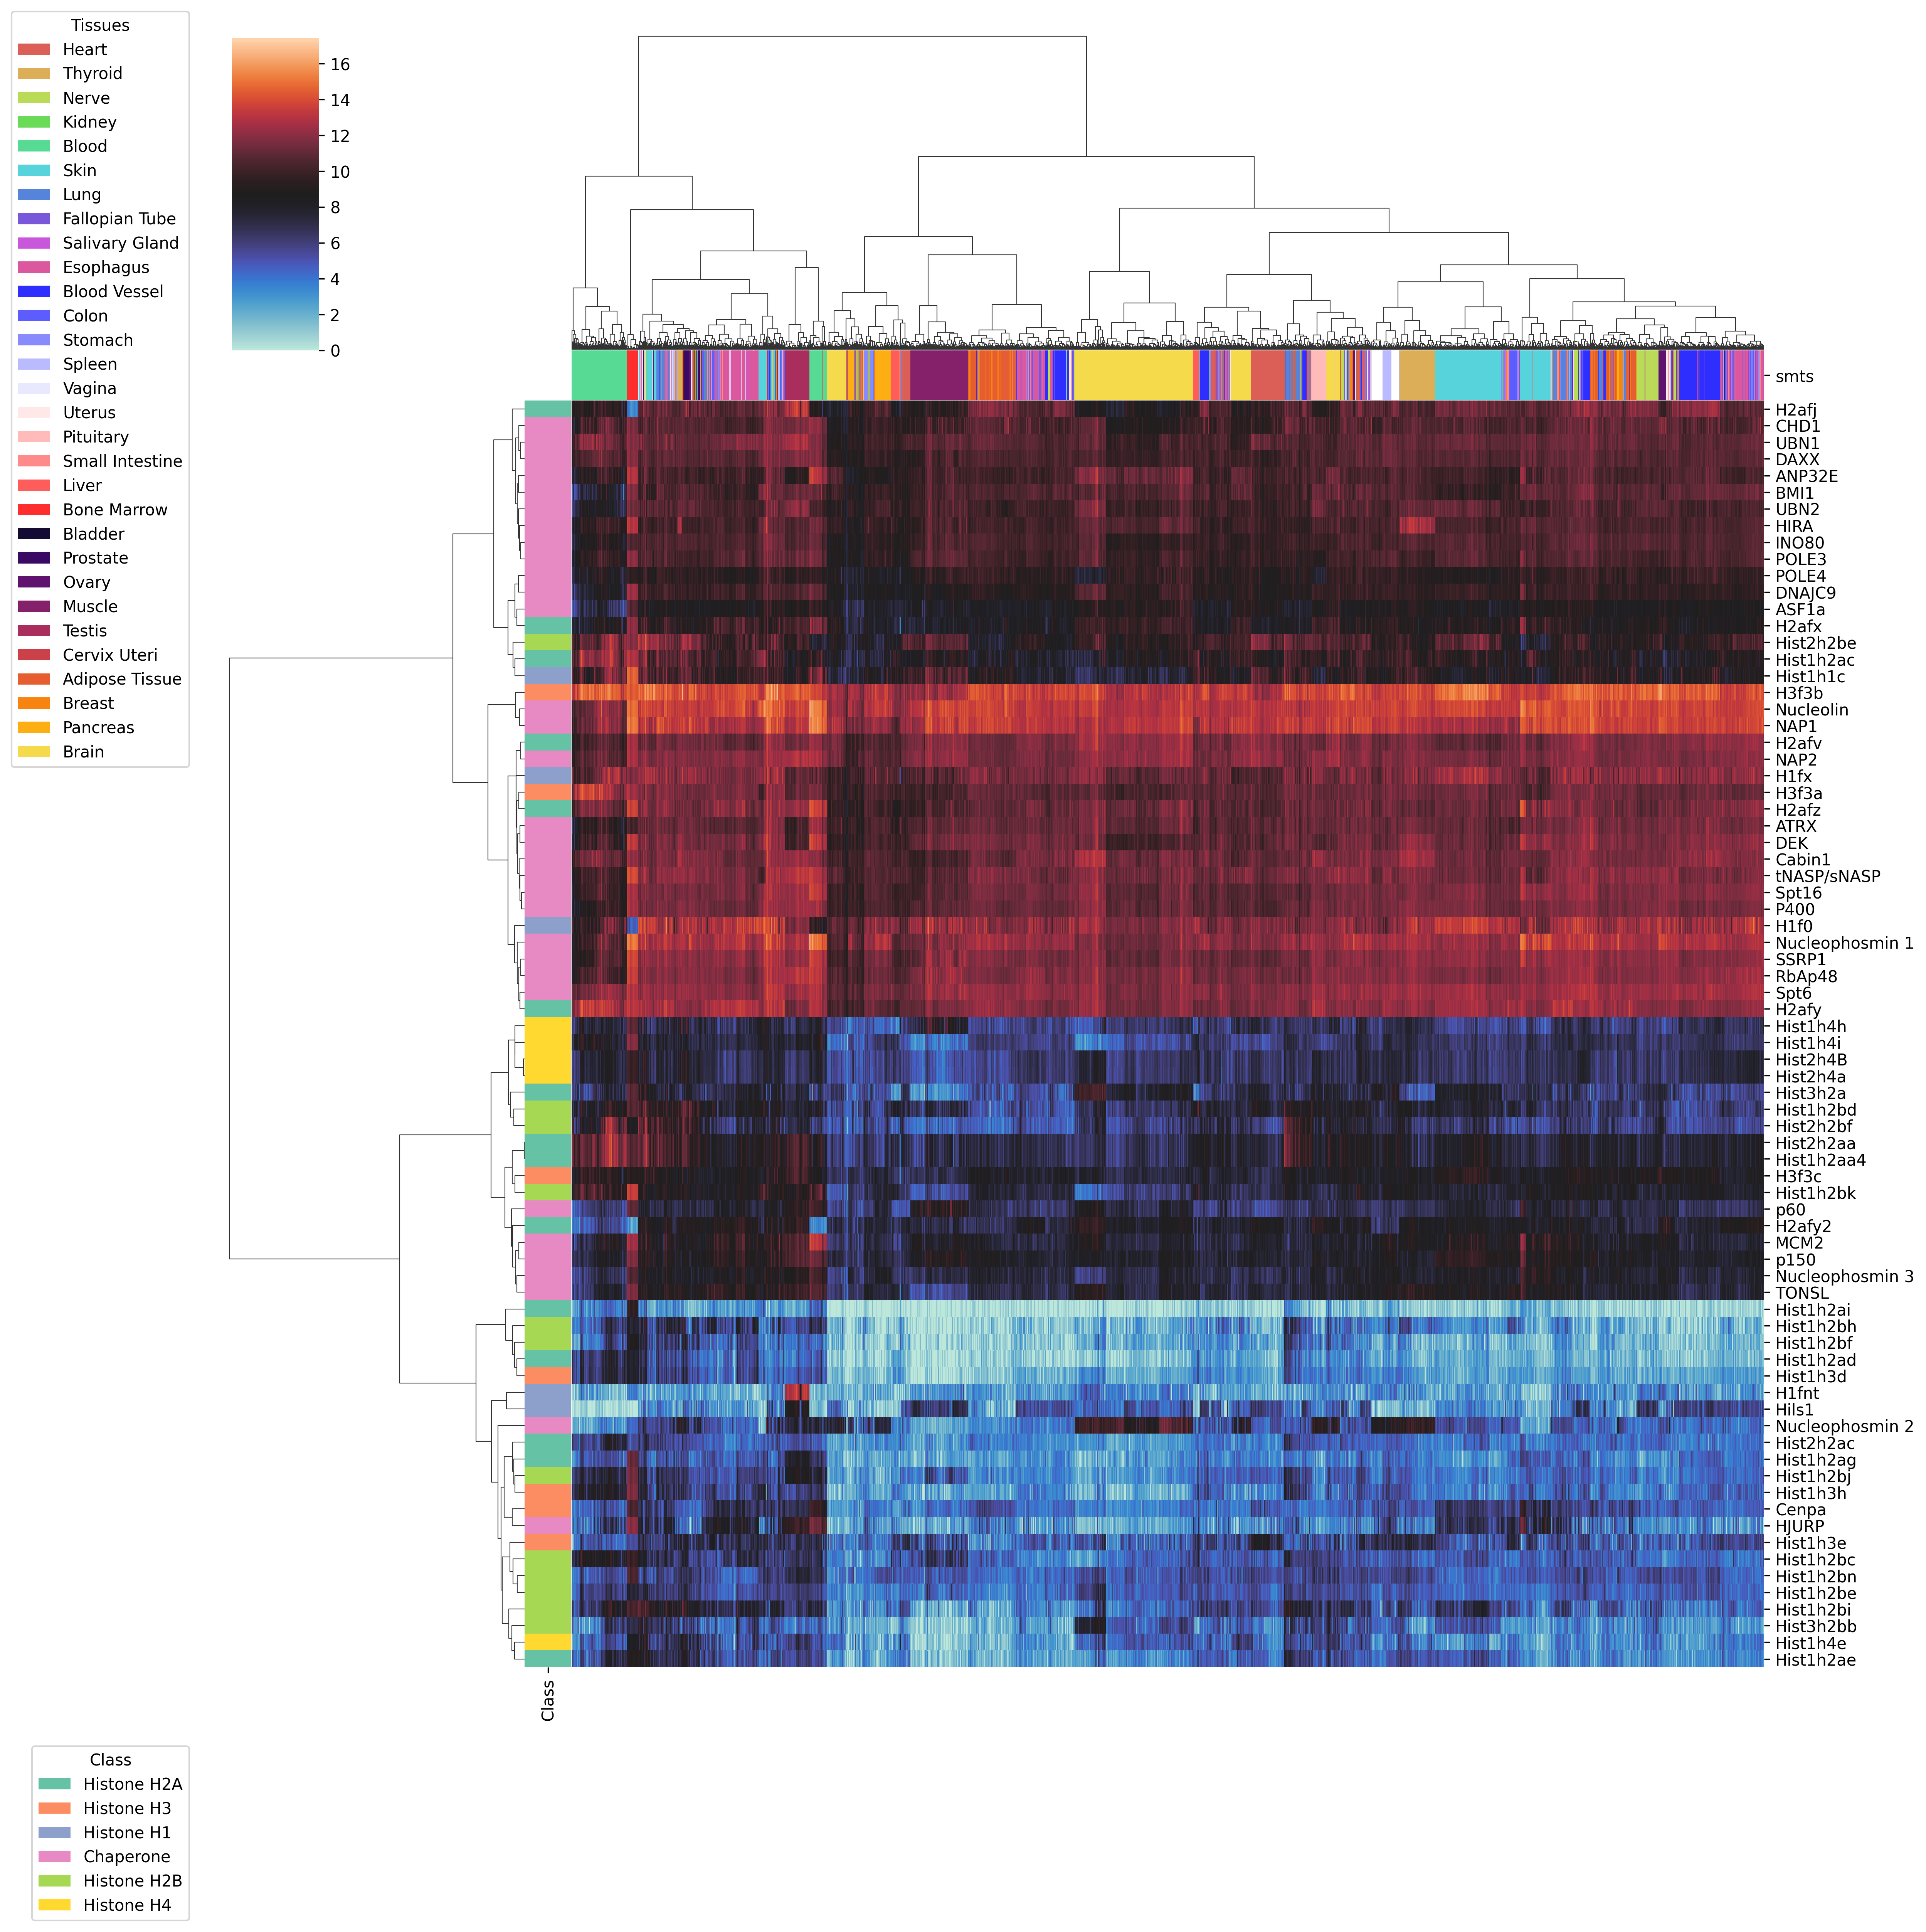 Tissues
Heart
Thyroid
Nerve
Kidney
Blood
Skin
Lung
Fallopian Tube
Salivary Gland
Esophagus
Blood Vessel
Colon
Stomach
Spleen
Vagina
Uterus
Pituitary
Small Intestine
Liver
Bone Marrow
Bladder
Prostate
Ovary
Muscle
Testis
Cervix Uteri
Adipose Tissue
Breast
Pancreas
Brain
16
14
12
10
8
6
4
2
0
smts
H2afj
CHD1
UBN1
DAXX
ANP32E
BMI1
UBN2
HIRA
INO80
POLE3
POLE4
DNAJC9
ASF1a
H2afx
Hist2h2be
Hist1h2ac
Hist1h1c
H3f3b
Nucleolin
NAP1
H2afv
NAP2
H1fx
H3f3a
H2afz
ATRX
DEK
Cabin1
tNASP/sNASP
Spt16
P400
H1f0
Nucleophosmin 1
SSRP1
RbAp48
Spt6
H2afy
Hist1h4h
Hist1h4i
Hist2h4B
Hist2h4a
Hist3h2a
Hist1h2bd
Hist2h2bf
Hist2h2aa
Hist1h2aa4
H3f3c
Hist1h2bk
p60
H2afy2
MCM2
p150
Nucleophosmin 3
TONSL
Hist1h2ai
Hist1h2bh
Hist1h2bf
Hist1h2ad
Hist1h3d
H1fnt
Hils1
Nucleophosmin 2
Hist2h2ac
Hist1h2ag
Hist1h2bj
Hist1h3h
Cenpa
HJURP
Hist1h3e
Hist1h2bc
Hist1h2bn
Hist1h2be
Hist1h2bi
Hist3h2bb
Hist1h4e
Hist1h2ae
Class
Class
Histone H2A
Histone H3
Histone H1
Chaperone
Histone H2B
Histone H4